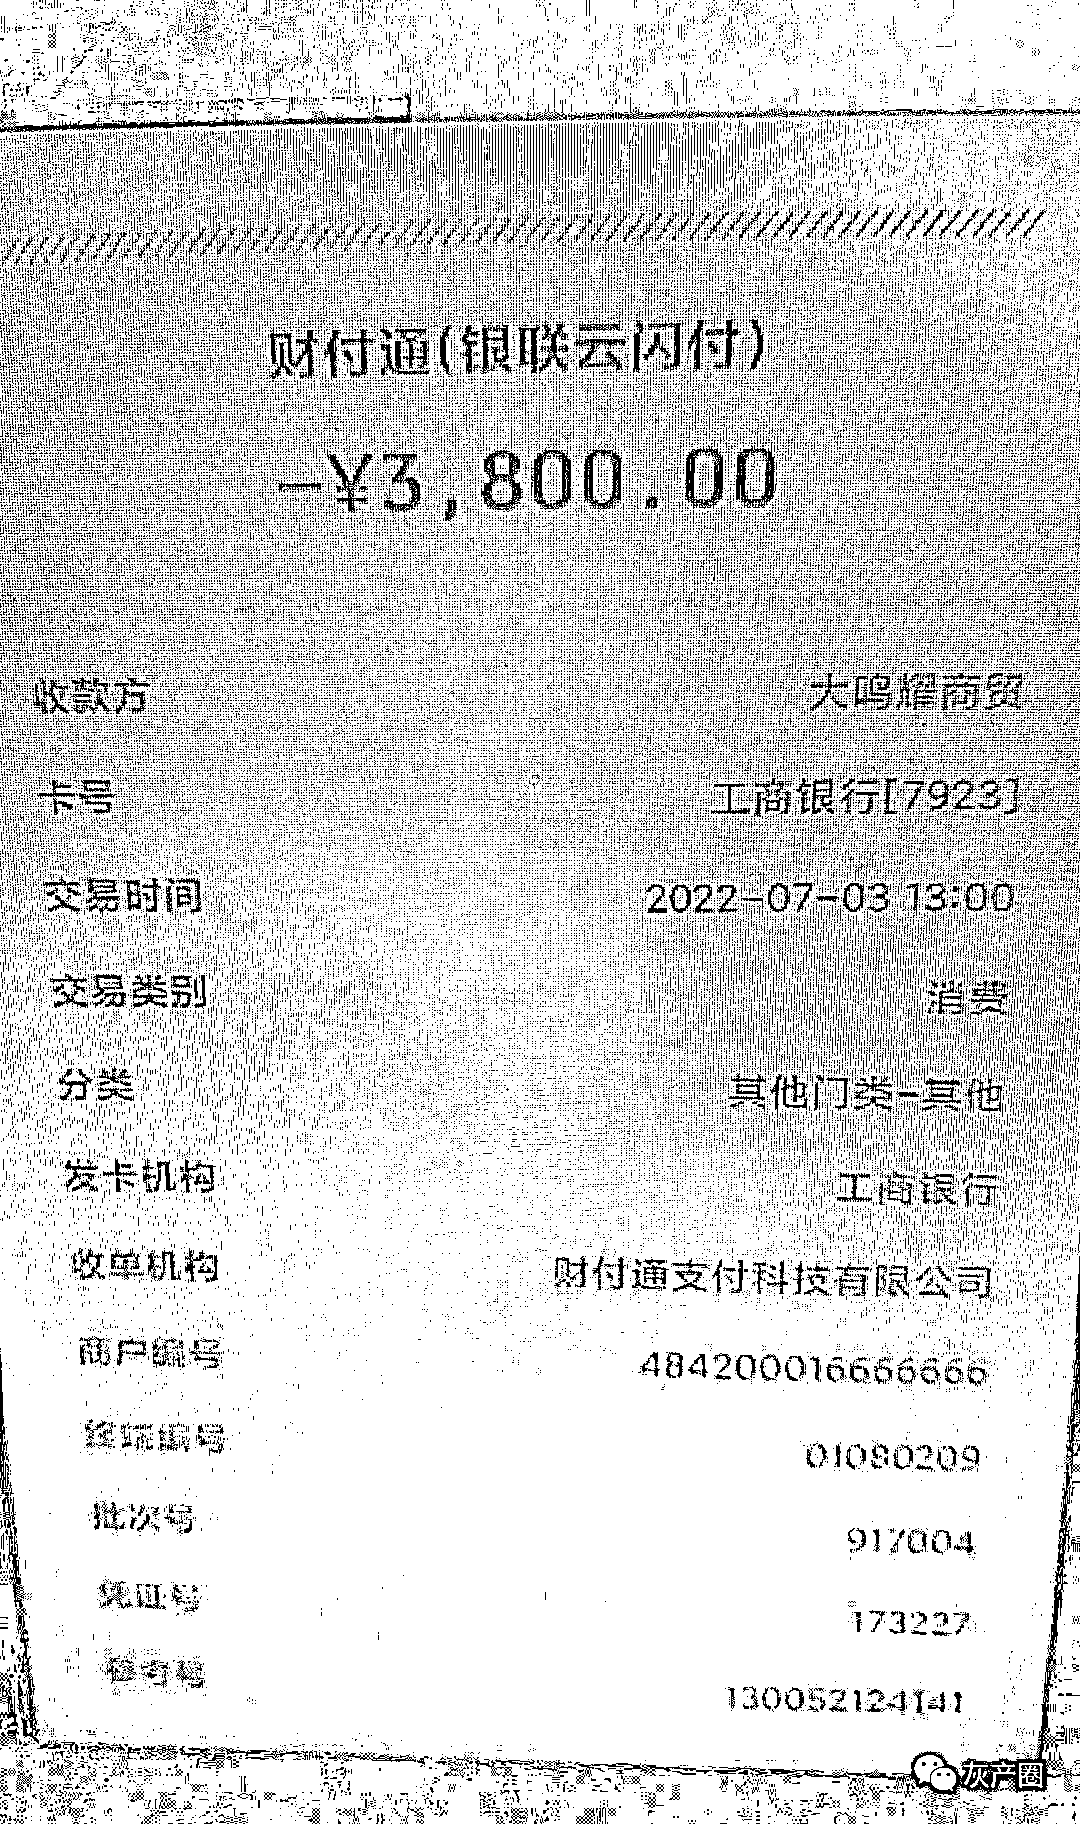 财付通(银联云闪付)
-¥3,800.00
收款方 大鸣耀商贸
卡号 工商银行[7923]
交易时间 2022-07-03 13:00
交易类别 消费
分类 其他门类-其他
发卡机构 工商银行
收单机构 财付通支付科技有限公司
商户编号 484200016666666
终端编号 01080209
批次号 917004
凭证号 173227
参考号 130052124141
灰产圈